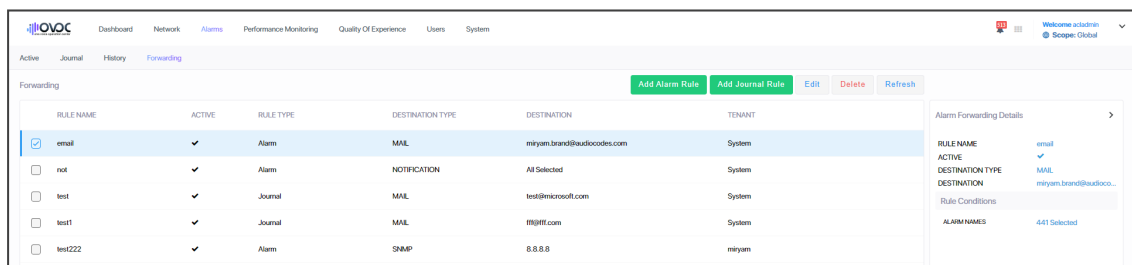 OVOC Dashboard Network Alarms Performance Monitoring Quality Of Experience Users System 313 Welcome acladmin
Scope: Global
Active Journal History Forwarding
Forwarding Add Alarm Rule Add Journal Rule Edit Delete Refresh
RULE NAME ACTIVE RULE TYPE DESTINATION TYPE DESTINATION TENANT Alarm Forwarding Details
email Alarm MAIL miryam.brand@audiocodes.com System RULE NAME email
ACTIVE
not Alarm NOTIFICATION All Selected System DESTINATION TYPE MAIL
DESTINATION miryam.brand@audioco...
test Journal MAIL test@microsoft.com System Rule Conditions
test1 Journal MAIL fff@fff.com System ALARM NAMES 441 Selected
test222 Alarm SNMP 8.8.8.8 miryam